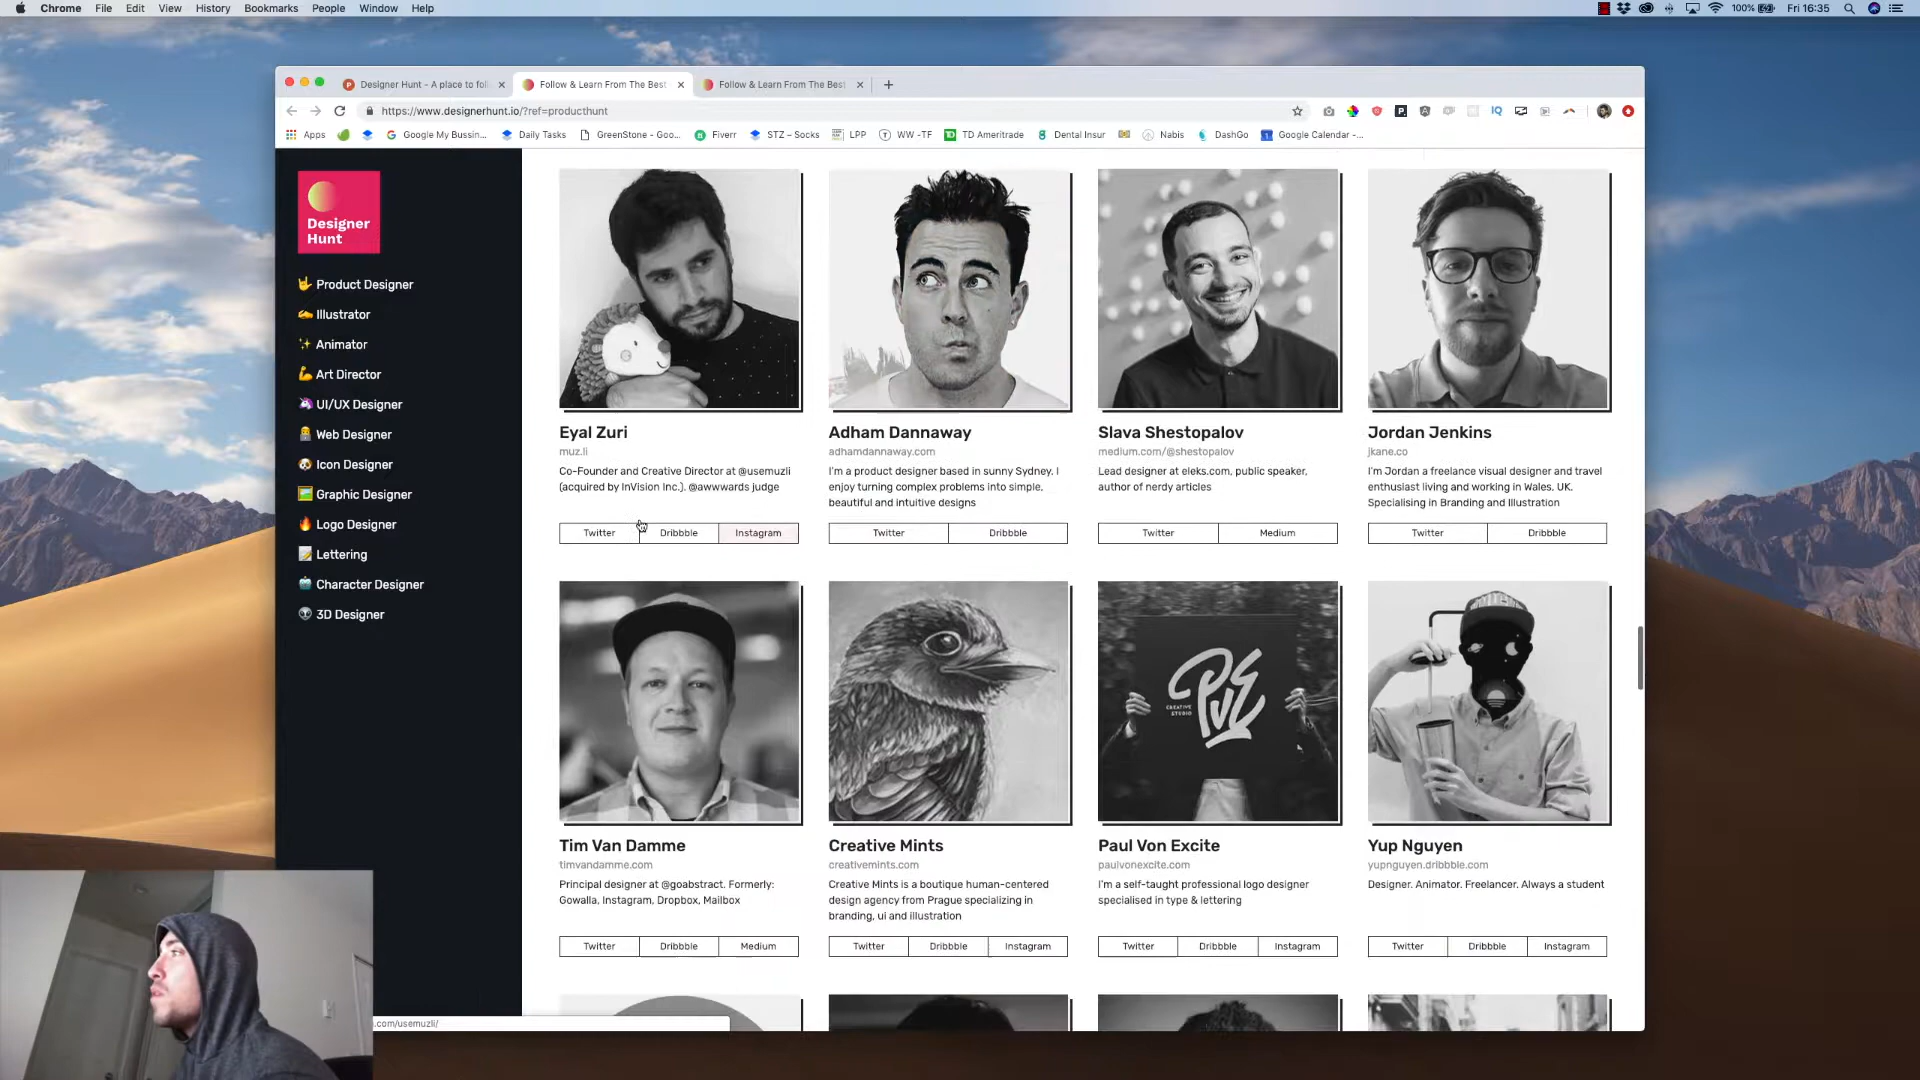 Chrome File Edit View History Bookmarks People Window Help
100% Fri 16:35
Designer Hunt - A place to foll
Follow & Learn From The Best
Follow & Learn From The Best
https://www.designerhunt.io/?ref=producthunt
Apps Google My Bussin... Daily Tasks GreenStone - Goo... Fiverr STZ – Socks LPP WW -TF TD Ameritrade Dental Insur Nabis DashGo Google Calendar -...
Designer
Hunt
Product Designer
Illustrator
Animator
Art Director
UI/UX Designer
Web Designer
Icon Designer
Graphic Designer
Logo Designer
Lettering
Character Designer
3D Designer
Eyal Zuri
muz.li
Co-Founder and Creative Director at @usemuzli
(acquired by InVision Inc.). @awwwards judge
Twitter Dribbble Instagram
Adham Dannaway
adhamdannaway.com
I'm a product designer based in sunny Sydney. I
enjoy turning complex problems into simple,
beautiful and intuitive designs
Twitter Dribbble
Slava Shestopalov
medium.com/@shestopalov
Lead designer at eleks.com, public speaker,
author of nerdy articles
Twitter Medium
Jordan Jenkins
jkane.co
I'm Jordan a freelance visual designer and travel
enthusiast living and working in Wales, UK.
Specialising in Branding and Illustration
Twitter Dribbble
Tim Van Damme
timvandamme.com
Principal designer at @goabstract. Formerly:
Gowalla, Instagram, Dropbox, Mailbox
Twitter Dribbble Medium
Creative Mints
creativemints.com
Creative Mints is a boutique human-centered
design agency from Prague specializing in
branding, ui and illustration
Twitter Dribbble Instagram
CREATIVE
STUDIO
Paul Von Excite
paulvonexcite.com
I'm a self-taught professional logo designer
specialised in type & lettering
Twitter Dribbble Instagram
Yup Nguyen
yupnguyen.dribbble.com
Designer. Animator. Freelancer. Always a student
Twitter Dribbble Instagram
.com/usemuzli/